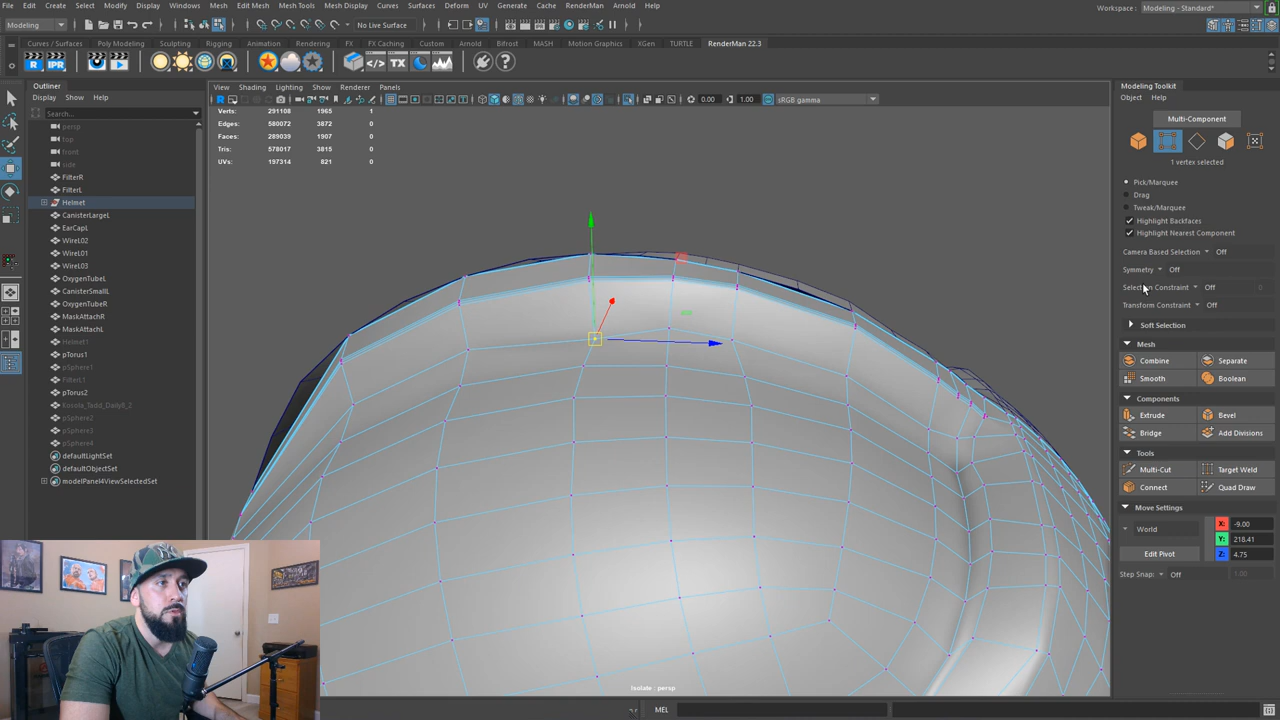 File Edit Create Select Modify Display Windows Mesh Edit Mesh Mesh Tools Mesh Display Curves Surfaces Deform UV Generate Cache RenderMan Arnold Help
Workspace: Modeling - Standard*
Modeling
No Live Surface
Curves / Surfaces Poly Modeling Sculpting Rigging Animation Rendering FX FX Caching Custom Arnold Bifrost MASH Motion Graphics XGen TURTLE RenderMan 22.3
IPR
TX
Outliner
Display Show Help
Search...
persp
top
front
side
FilterR
FilterL
Helmet
CanisterLargeL
EarCapL
WireL02
WireL01
WireL03
OxygenTubeL
CanisterSmallL
OxygenTubeR
MaskAttachR
MaskAttachL
Helmet1
pTorus1
pSphere1
FilterL1
pTorus2
pSphere2
pSphere3
pSphere4
defaultLightSet
defaultObjectSet
modelPanel4ViewSelectedSet
View Shading Lighting Show Renderer Panels
0.00 1.00 sRGB gamma
Verts: 291108 1965 1
Edges: 580072 3872 0
Faces: 289039 1907 0
Tris: 578017 3815 0
UVs: 197314 821 0
Isolate : persp
MEL
Modeling Toolkit
Object Help
Multi-Component
1 vertex selected
Pick/Marquee
Drag
Tweak/Marquee
Highlight Backfaces
Highlight Nearest Component
Camera Based Selection Off
Symmetry Off
Selection Constraint Off
Transform Constraint Off
Soft Selection
Mesh
Combine Separate
Smooth Boolean
Components
Extrude Bevel
Bridge Add Divisions
Tools
Multi-Cut Target Weld
Connect Quad Draw
Move Settings
World
X: -9.00
Y: 218.41
Z: 4.75
Edit Pivot
Step Snap: Off 1.00